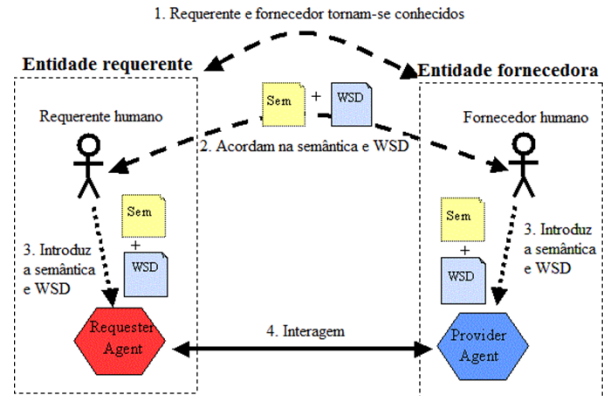 1. Requerente e fornecedor tornam-se conhecidos
Entidade requerente
Entidade fornecedora
Requerente humano
Sem
+
WSD
Fornecedor humano
2. Acordam na semântica e WSD
Sem
+
WSD
3. Introduz
a semântica
e WSD
Sem
+
WSD
3. Introduz
a semântica
e WSD
Requester
Agent
4. Interagem
Provider
Agent